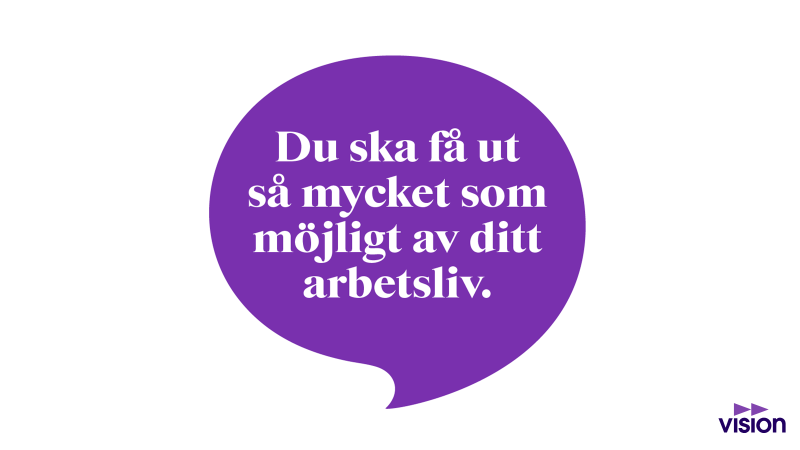 Du ska få ut
så mycket som
möjligt av ditt
arbetsliv.
vision